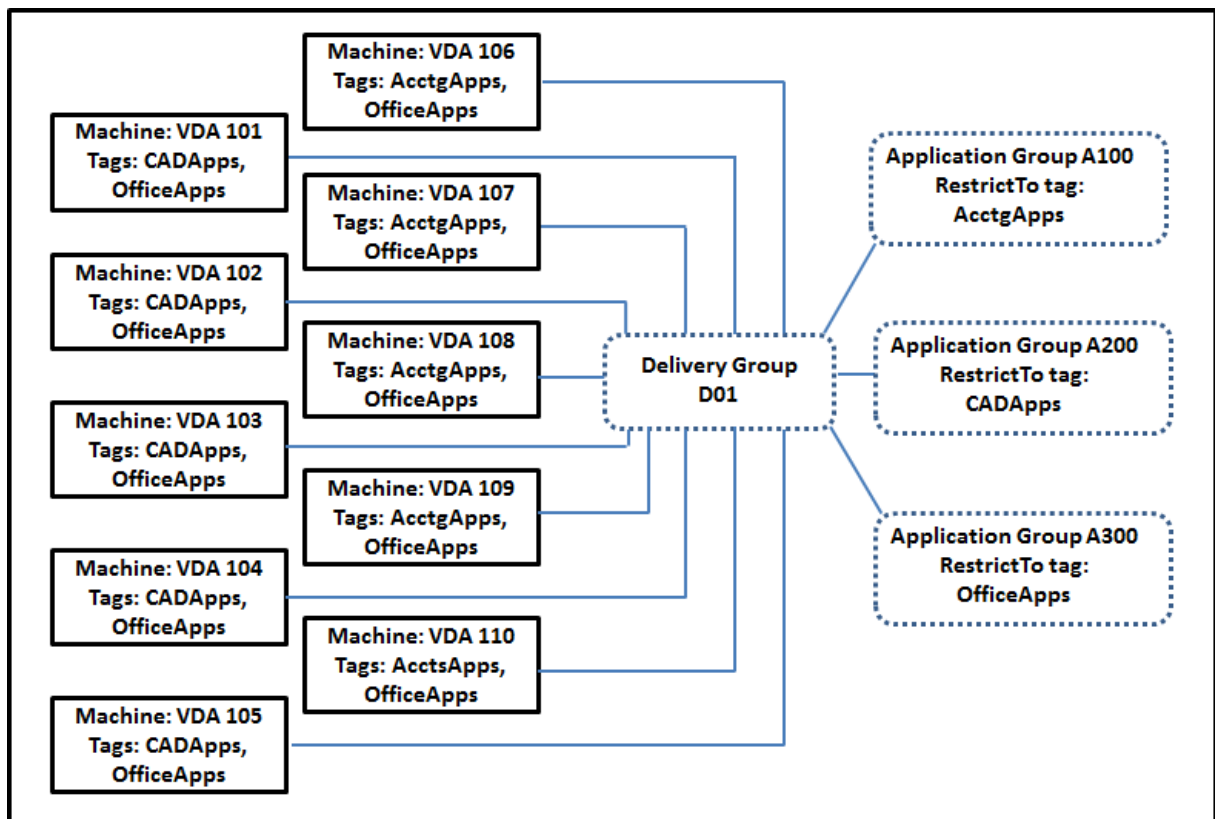 Machine: VDA 106
Tags: AcctgApps,
OfficeApps
Machine: VDA 101
Tags: CADApps,
OfficeApps
Machine: VDA 107
Tags: AcctgApps,
OfficeApps
Machine: VDA 102
Tags: CADApps,
OfficeApps
Machine: VDA 108
Tags: AcctgApps,
OfficeApps
Machine: VDA 103
Tags: CADApps,
OfficeApps
Machine: VDA 109
Tags: AcctgApps,
OfficeApps
Machine: VDA 104
Tags: CADApps,
OfficeApps
Machine: VDA 110
Tags: AcctsApps,
OfficeApps
Machine: VDA 105
Tags: CADApps,
OfficeApps
Delivery Group
D01
Application Group A100
RestrictTo tag:
AcctgApps
Application Group A200
RestrictTo tag:
CADApps
Application Group A300
RestrictTo tag:
OfficeApps